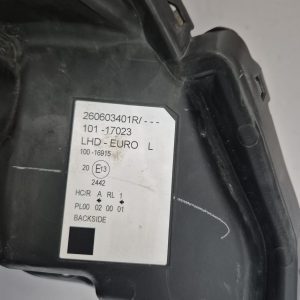 260603401R/---
101-17023
LHD-EURO L
100-16915
20 E13
2442
HC/R A RL 1
PL00 02 00 01
BACKSIDE